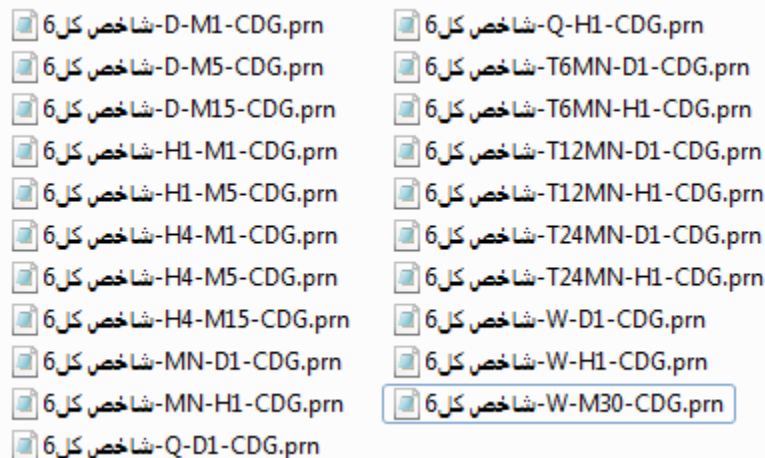 شاخص کل6-D-M1-CDG.prn
شاخص کل6-D-M5-CDG.prn
شاخص کل6-D-M15-CDG.prn
شاخص کل6-H1-M1-CDG.prn
شاخص کل6-H1-M5-CDG.prn
شاخص کل6-H4-M1-CDG.prn
شاخص کل6-H4-M5-CDG.prn
شاخص کل6-H4-M15-CDG.prn
شاخص کل6-MN-D1-CDG.prn
شاخص کل6-MN-H1-CDG.prn
شاخص کل6-Q-D1-CDG.prn
شاخص کل6-Q-H1-CDG.prn
شاخص کل6-T6MN-D1-CDG.prn
شاخص کل6-T6MN-H1-CDG.prn
شاخص کل6-T12MN-D1-CDG.prn
شاخص کل6-T12MN-H1-CDG.prn
شاخص کل6-T24MN-D1-CDG.prn
شاخص کل6-T24MN-H1-CDG.prn
شاخص کل6-W-D1-CDG.prn
شاخص کل6-W-H1-CDG.prn
شاخص کل6-W-M30-CDG.prn